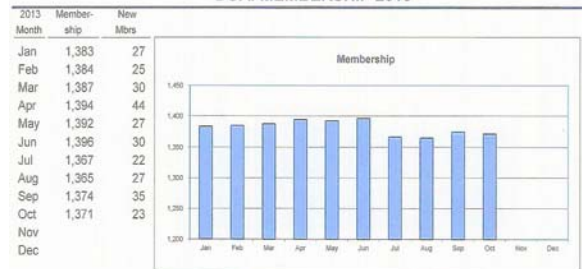 2013 Member- New
Month ship Mbrs
Jan 1,383 27
Feb 1,384 25
Mar 1,387 30
Apr 1,394 44
May 1,392 27
Jun 1,396 30
Jul 1,367 22
Aug 1,365 27
Sep 1,374 35
Oct 1,371 23
Nov
Dec
Membership
1,450
1,400
1,350
1,300
1,250
1,200
Jan Feb Mar Apr May Jun Jul Aug Sep Oct Nov Dec